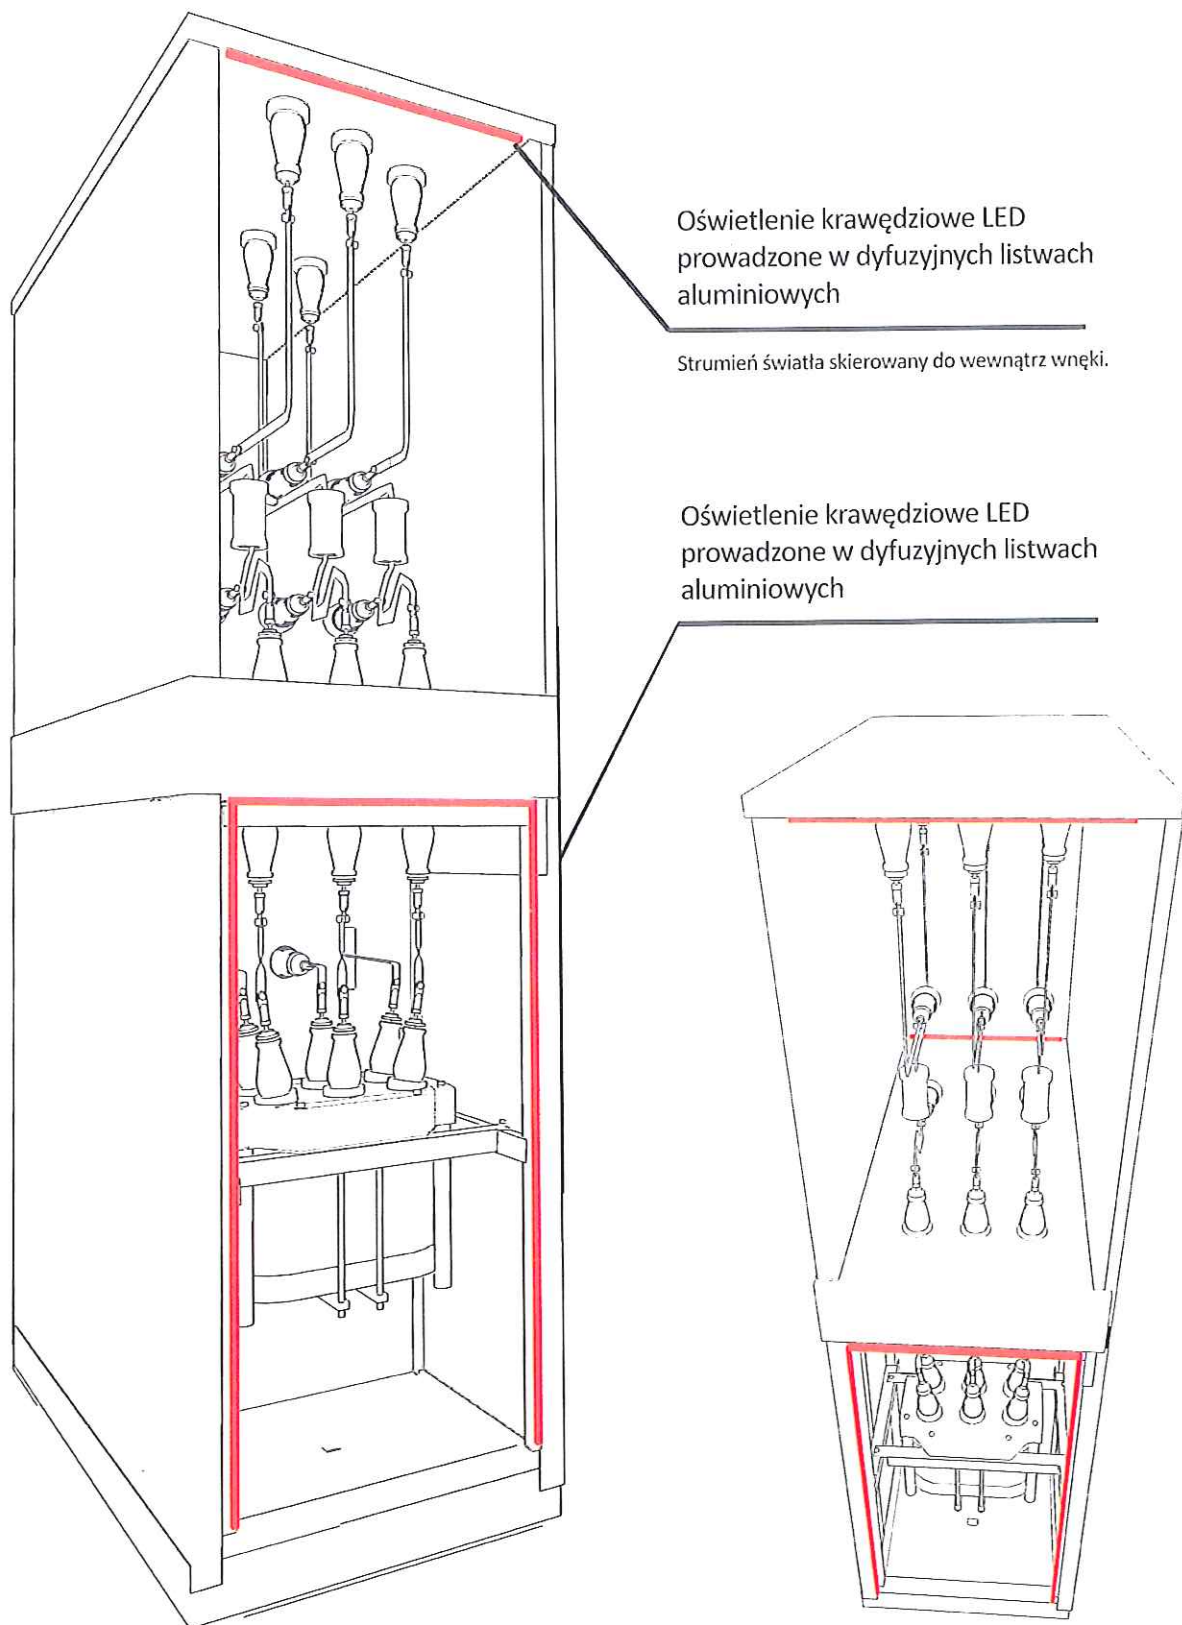 Oświetlenie krawędziowe LED
prowadzone w dyfuzyjnych listwach
aluminiowych
Strumień światła skierowany do wewnątrz wnęki.
Oświetlenie krawędziowe LED
prowadzone w dyfuzyjnych listwach
aluminiowych